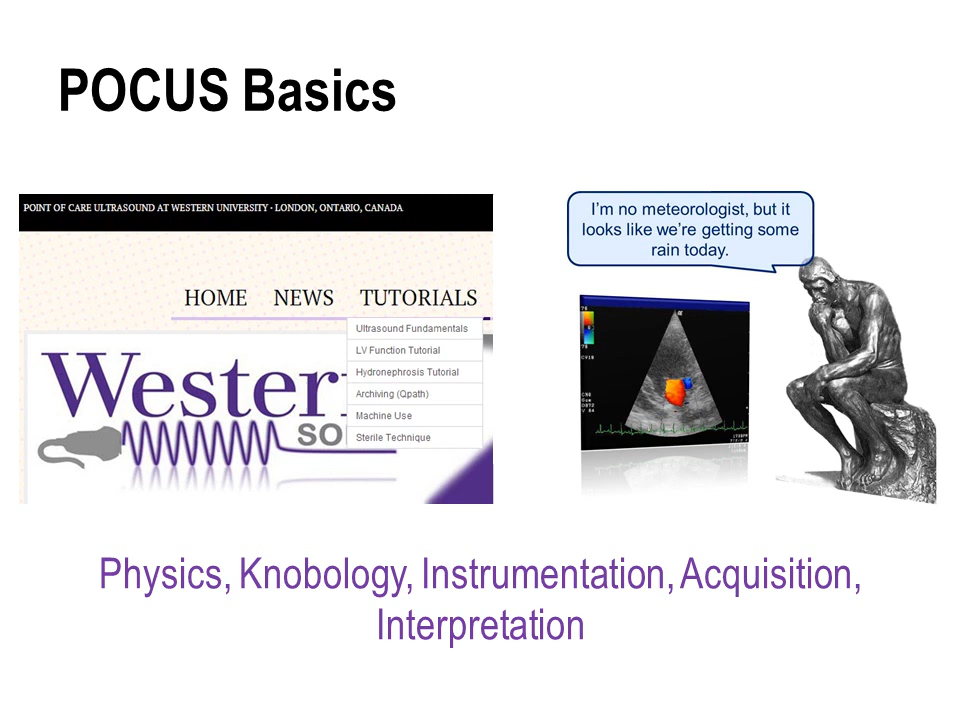 POCUS Basics
POINT OF CARE ULTRASOUND AT WESTERN UNIVERSITY · LONDON, ONTARIO, CANADA
HOME NEWS TUTORIALS
Ultrasound Fundamentals
LV Function Tutorial
Hydronephrosis Tutorial
Archiving (Qpath)
Machine Use
Sterile Technique
Wester
SO
I'm no meteorologist, but it
looks like we're getting some
rain today.
Physics, Knobology, Instrumentation, Acquisition,
Interpretation